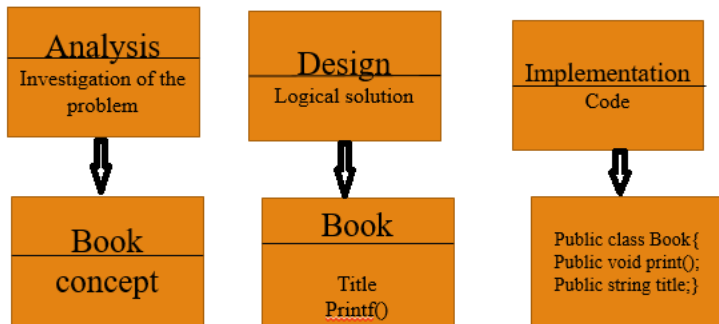 Analysis
Investigation of the
problem
Design
Logical solution
Implementation
Code
Book
concept
Book
Title
Printf()
Public class Book{
Public void print();
Public string title;}